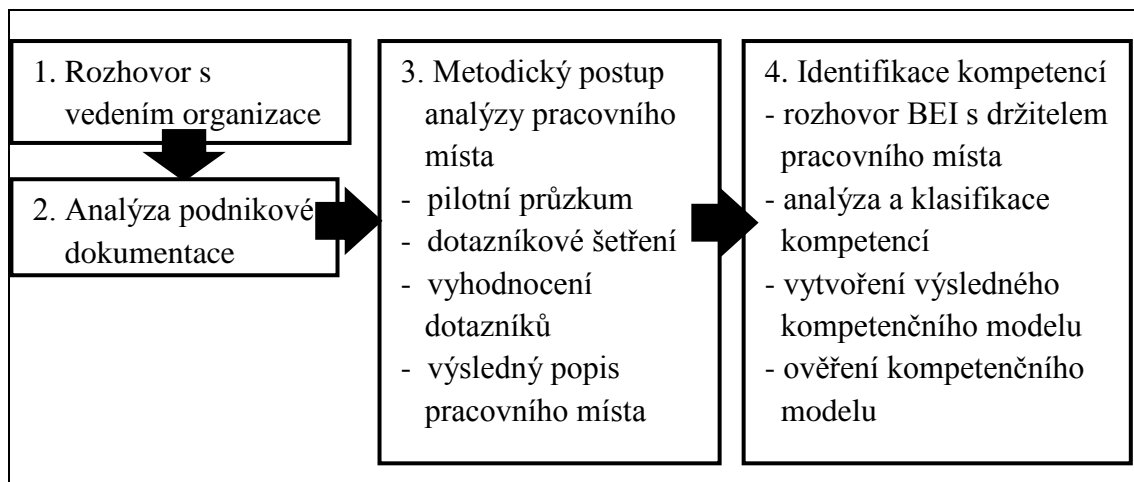 1. Rozhovor s
vedením organizace
2. Analýza podnikové
dokumentace
3. Metodický postup
analýzy pracovního
místa
- pilotní průzkum
- dotazníkové šetření
- vyhodnocení
dotazníků
- výsledný popis
pracovního místa
4. Identifikace kompetencí
- rozhovor BEI s držitelem
pracovního místa
- analýza a klasifikace
kompetencí
- vytvoření výsledného
kompetenčního modelu
- ověření kompetenčního
modelu